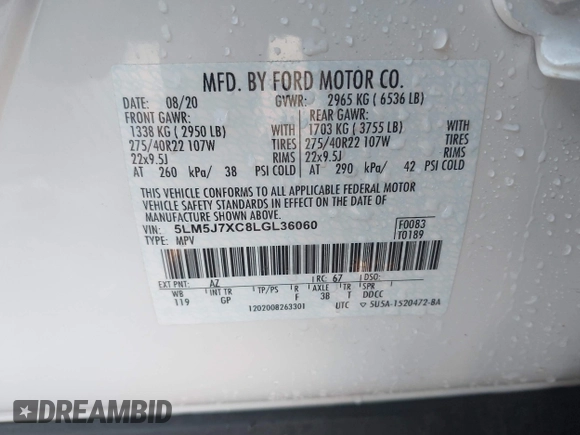 MFD. BY FORD MOTOR CO.
DATE: 08/20 GVWR: 2965 KG ( 6536 LB)
FRONT GAWR: REAR GAWR:
1338 KG ( 2950 LB) WITH 1703 KG ( 3755 LB) WITH
275/40R22 107W TIRES 275/40R22 107W TIRES
22x9.5J RIMS 22x9.5J RIMS
AT 260 kPa/ 38 PSI COLD AT 290 kPa/ 42 PSI COLD
THIS VEHICLE CONFORMS TO ALL APPLICABLE FEDERAL MOTOR
VEHICLE SAFETY STANDARDS IN EFFECT ON THE DATE OF
MANUFACTURE SHOWN ABOVE.
VIN: 5LM5J7XC8LGL36060 F0083
TYPE: MPV T0189
EXT PNT: AZ RC: 67 DSO:
WB INT TR TP/PS R AXLE TR SPR
119 GP F 38 T DDCC
1202008263301 UTC 5U5A-1520472-BA
DREAMBID